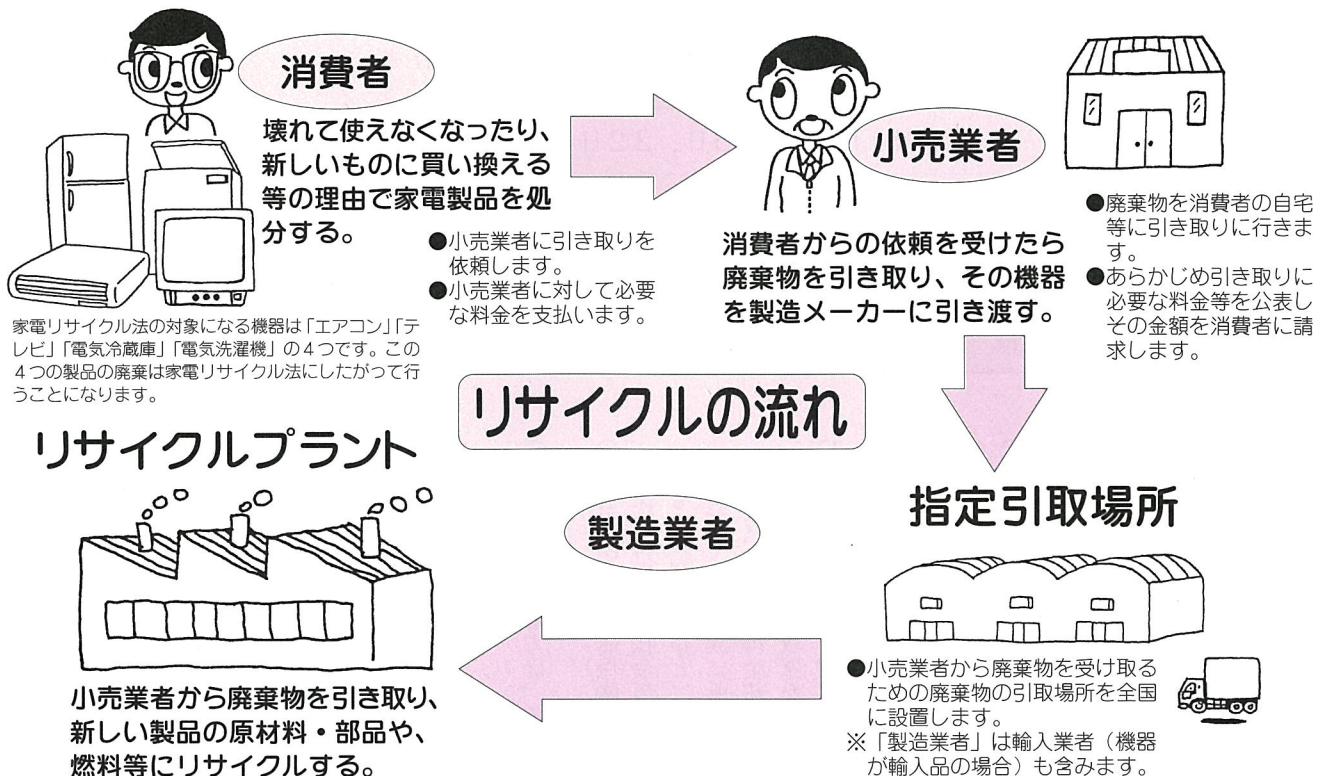 消費者
壊れて使えなくなったり、
新しいものに買い換える
等の理由で家電製品を処
分する。
●小売業者に引き取りを
依頼します。
●小売業者に対して必要
な料金を支払います。
家電リサイクル法の対象になる機器は「エアコン」「テ
レビ」「電気冷蔵庫」「電気洗濯機」の4つです。この
4つの製品の廃棄は家電リサイクル法にしたがって行
うことになります。
小売業者
消費者からの依頼を受けたら
廃棄物を引き取り、その機器
を製造メーカーに引き渡す。
●廃棄物を消費者の自宅
等に引き取りに行きま
す。
●あらかじめ引き取りに
必要な料金等を公表し
その金額を消費者に請
求します。
リサイクルの流れ
指定引取場所
●小売業者から廃棄物を受け取る
ための廃棄物の引取場所を全国
に設置します。
※「製造業者」は輸入業者（機器
が輸入品の場合）も含みます。
製造業者
リサイクルプラント
小売業者から廃棄物を引き取り、
新しい製品の原材料・部品や、
燃料等にリサイクルする。